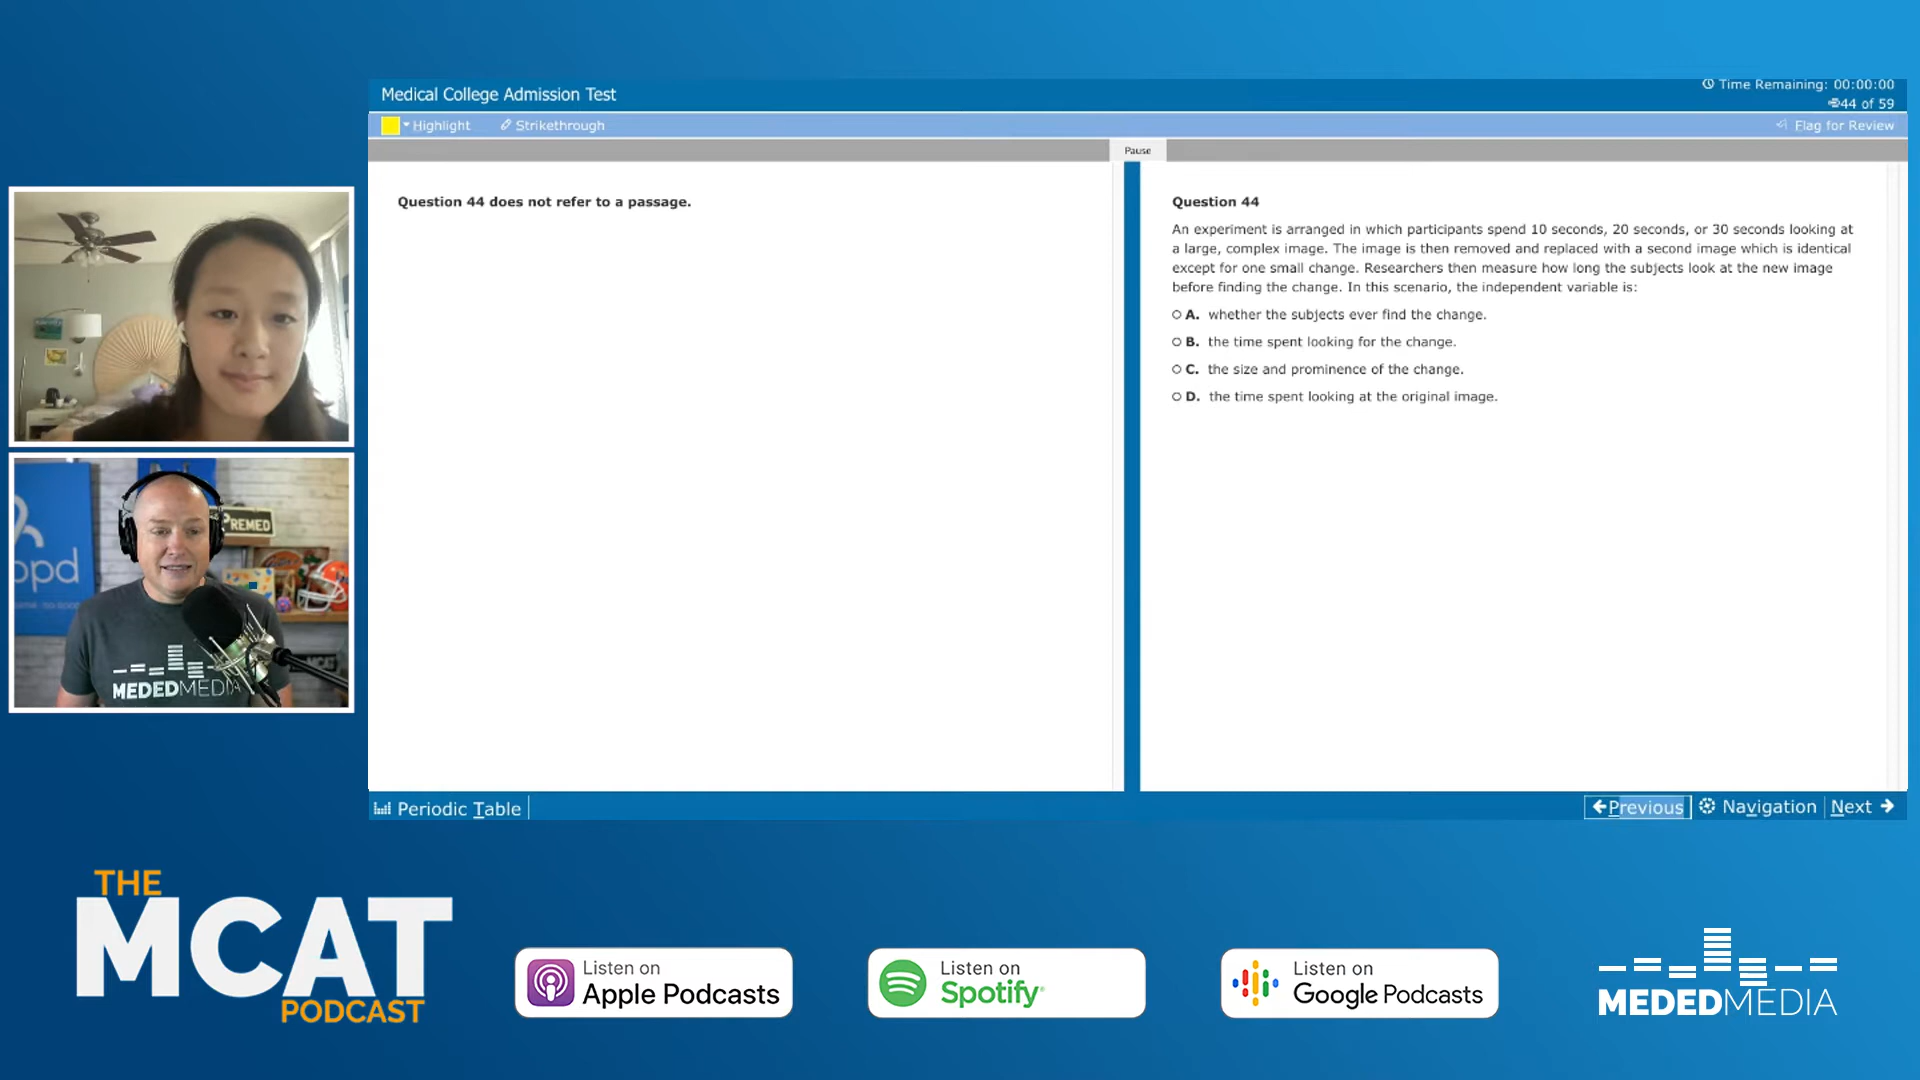 Medical College Admission Test
Time Remaining: 00:00:00
44 of 59
Highlight
Strikethrough
Flag for Review
Pause
Question 44 does not refer to a passage.
Question 44
An experiment is arranged in which participants spend 10 seconds, 20 seconds, or 30 seconds looking at
a large, complex image. The image is then removed and replaced with a second image which is identical
except for one small change. Researchers then measure how long the subjects look at the new image
before finding the change. In this scenario, the independent variable is:
A. whether the subjects ever find the change.
B. the time spent looking for the change.
C. the size and prominence of the change.
D. the time spent looking at the original image.
PREMED
ppd
MEDEDMEDIA
MCAT
Periodic Table
Previous
Navigation
Next
THE
MCAT
PODCAST
Listen on
Apple Podcasts
Listen on
Spotify
Listen on
Google Podcasts
MEDEDMEDIA